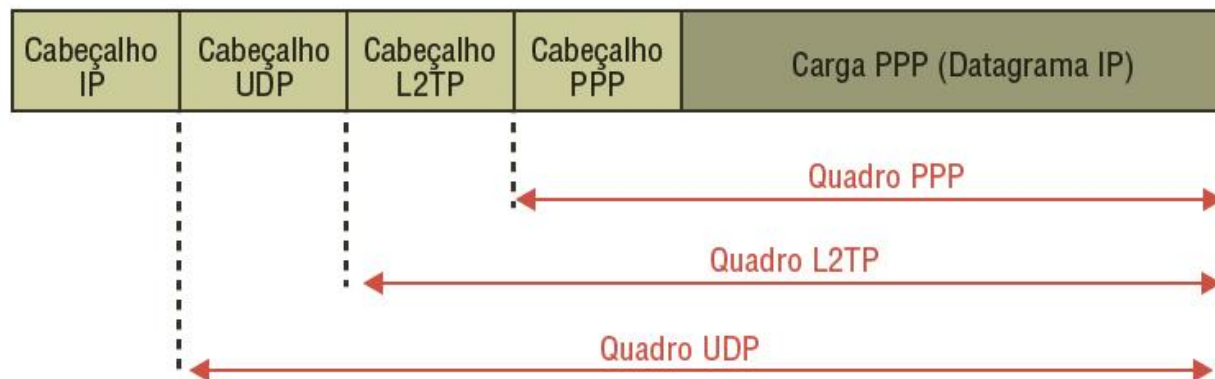 Cabeçalho IP
Cabeçalho UDP
Cabeçalho L2TP
Cabeçalho PPP
Carga PPP (Datagrama IP)
Quadro PPP
Quadro L2TP
Quadro UDP